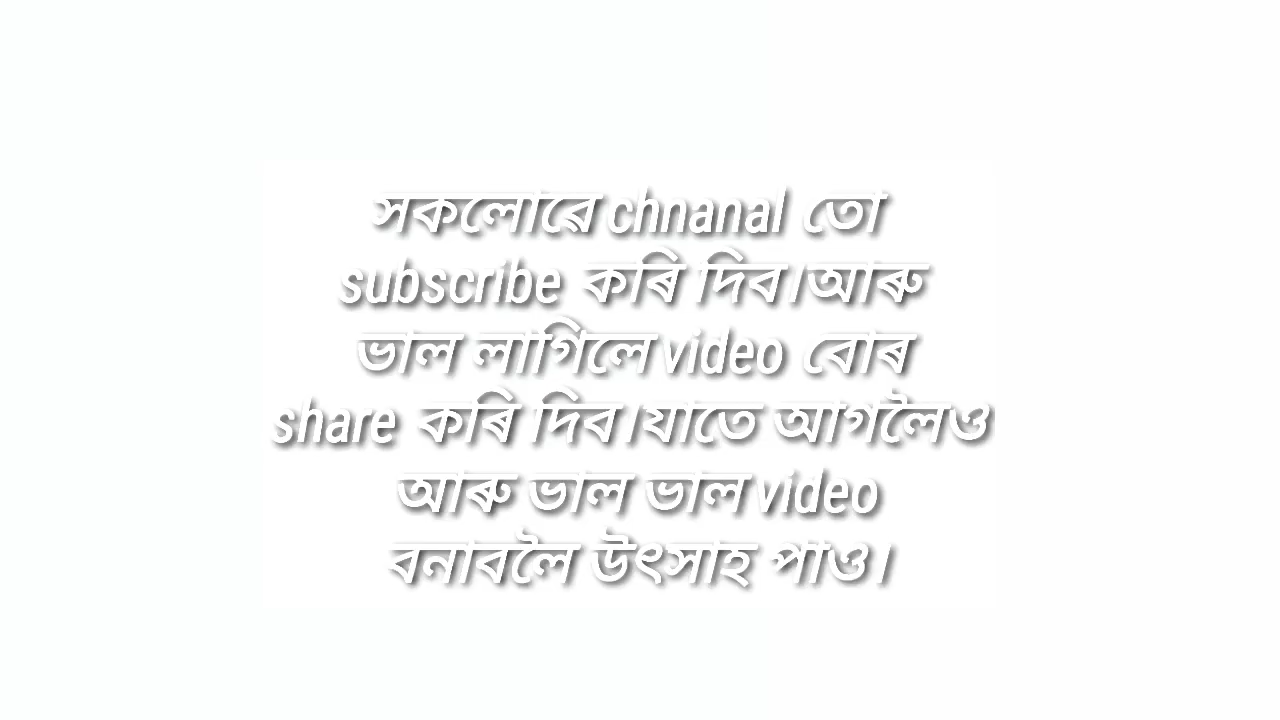 সকলোৱে chnanal তো
subscribe কৰি দিব।আৰু
ভাল লাগিলে video বোৰ
share কৰি দিব।যাতে আগলৈও
আৰু ভাল ভাল video
বনাবলৈ উৎসাহ পাও।